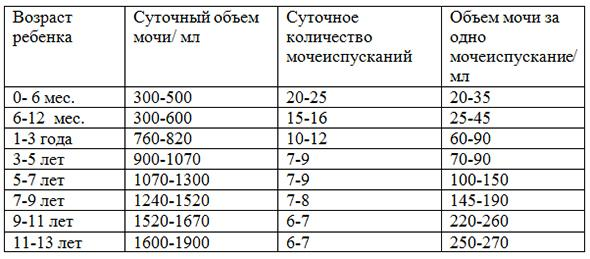 Возраст ребенка | Суточный объем мочи/ мл | Суточное количество мочеиспусканий | Объем мочи за одно мочеиспускание/ мл
0- 6 мес. | 300-500 | 20-25 | 20-35
6-12 мес. | 300-600 | 15-16 | 25-45
1-3 года | 760-820 | 10-12 | 60-90
3-5 лет | 900-1070 | 7-9 | 70-90
5-7 лет | 1070-1300 | 7-9 | 100-150
7-9 лет | 1240-1520 | 7-8 | 145-190
9-11 лет | 1520-1670 | 6-7 | 220-260
11-13 лет | 1600-1900 | 6-7 | 250-270